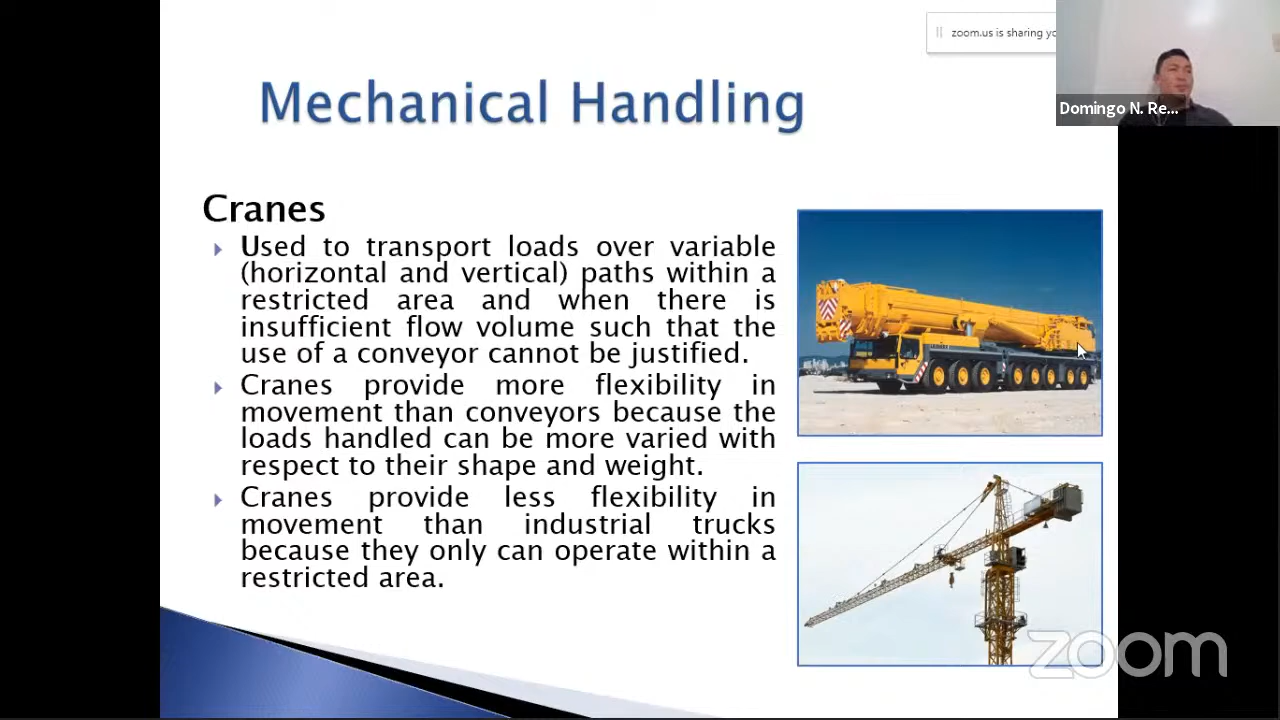 zoom.us is sharing yo
Domingo N. Re...
Mechanical Handling
Cranes
Used to transport loads over variable
(horizontal and vertical) paths within a
restricted area and when there is
insufficient flow volume such that the
use of a conveyor cannot be justified.
Cranes provide more flexibility in
movement than conveyors because the
loads handled can be more varied with
respect to their shape and weight.
Cranes provide less flexibility in
movement than industrial trucks
because they only can operate within a
restricted area.
zoom